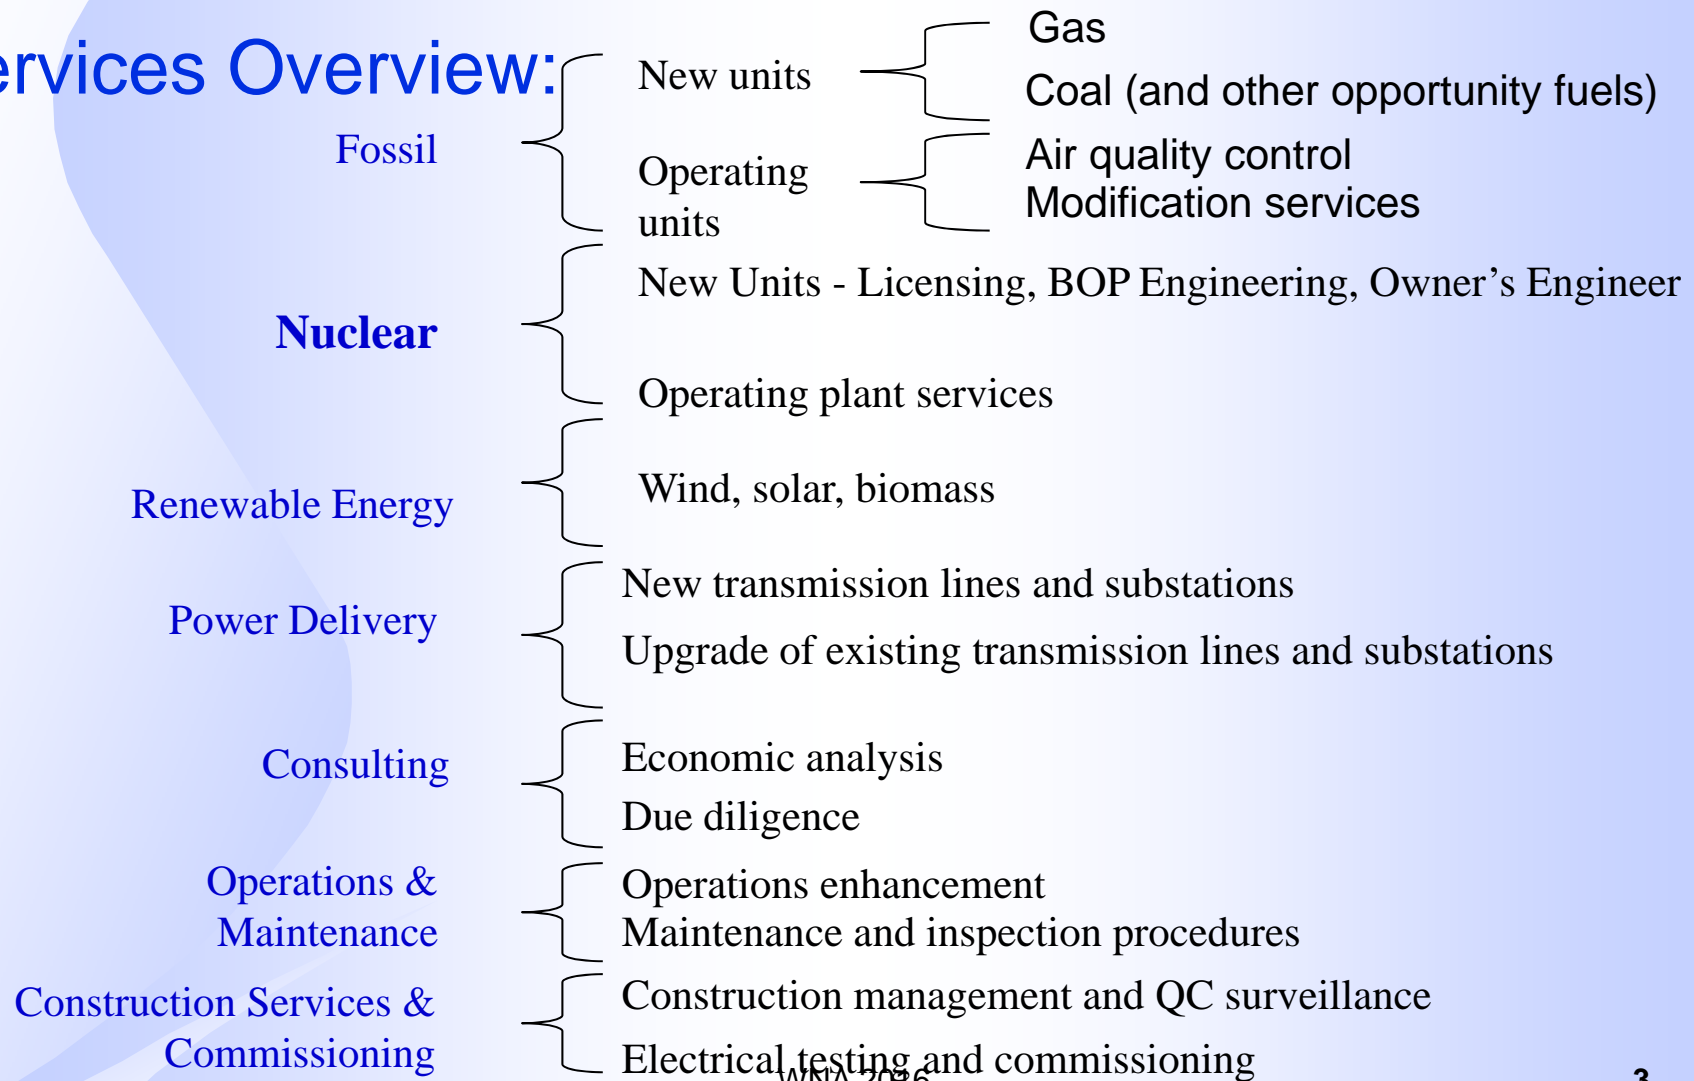 ervices Overview:
Fossil
New units
Gas
Coal (and other opportunity fuels)
Operating
units
Air quality control
Modification services
Nuclear
New Units - Licensing, BOP Engineering, Owner’s Engineer
Operating plant services
Renewable Energy
Wind, solar, biomass
Power Delivery
New transmission lines and substations
Upgrade of existing transmission lines and substations
Consulting
Economic analysis
Due diligence
Operations &
Maintenance
Operations enhancement
Maintenance and inspection procedures
Construction Services &
Commissioning
Construction management and QC surveillance
Electrical testing and commissioning
WNA 2016
3